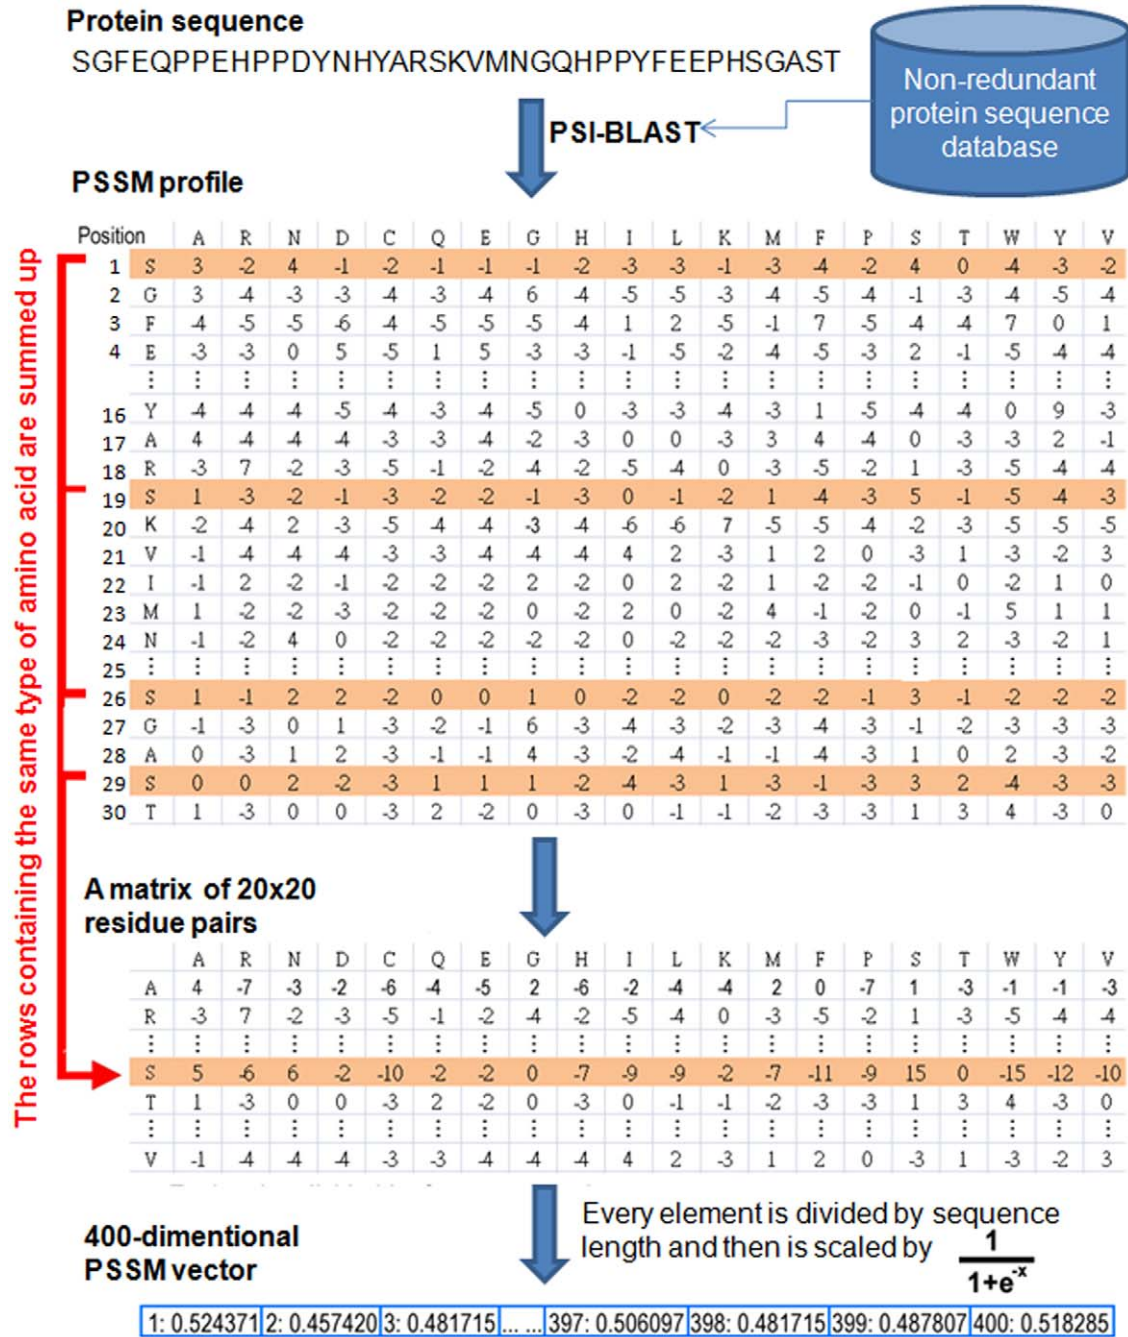 Protein sequence
SGFEQPPEHPPDYNHYARSKVMNGQHPPYFEEPHSGAST
Non-redundant
protein sequence
database
PSI-BLAST
PSSM profile
The rows containing the same type of amino acid are summed up
Position A R N D C Q E G H I L K M F P S T W Y V
1 S 3 -2 4 -1 -2 -1 -1 -1 -2 -3 -3 -1 -3 -4 -2 4 0 -4 -3 -2
2 G 3 -4 -3 -3 -4 -3 -4 6 -4 -5 -5 -3 -4 -5 -4 -1 -3 -4 -5 -4
3 F -4 -5 -5 -6 -4 -5 -5 -5 -4 1 2 -5 -1 7 -5 -4 -4 7 0 1
4 E -3 -3 0 5 -5 1 5 -3 -3 -1 -5 -2 -4 -5 -3 2 -1 -5 -4 -4
⋮ ⋮ ⋮ ⋮ ⋮ ⋮ ⋮ ⋮ ⋮ ⋮ ⋮ ⋮ ⋮ ⋮ ⋮ ⋮ ⋮ ⋮ ⋮ ⋮ ⋮
16 Y -4 -4 -4 -5 -4 -3 -4 -5 0 -3 -3 -4 -3 1 -5 -4 -4 0 9 -3
17 A 4 -4 -4 -4 -3 -3 -4 -2 -3 0 0 -3 3 4 -4 0 -3 -3 2 -1
18 R -3 7 -2 -3 -5 -1 -2 -4 -2 -5 -4 0 -3 -5 -2 1 -3 -5 -4 -4
19 S 1 -3 -2 -1 -3 -2 -2 -1 -3 0 -1 -2 1 -4 -3 5 -1 -5 -4 -3
20 K -2 -4 2 -3 -5 -4 -4 -3 -4 -6 -6 7 -5 -5 -4 -2 -3 -5 -5 -5
21 V -1 -4 -4 -4 -3 -3 -4 -4 -4 4 2 -3 1 2 0 -3 1 -3 -2 3
22 I -1 2 -2 -1 -2 -2 -2 2 -2 0 2 -2 1 -2 -2 -1 0 -2 1 0
23 M 1 -2 -2 -3 -2 -2 -2 0 -2 2 0 -2 4 -1 -2 0 -1 5 1 1
24 N -1 -2 4 0 -2 -2 -2 -2 -2 0 -2 -2 -2 -3 -2 3 2 -3 -2 1
25 ⋮ ⋮ ⋮ ⋮ ⋮ ⋮ ⋮ ⋮ ⋮ ⋮ ⋮ ⋮ ⋮ ⋮ ⋮ ⋮ ⋮ ⋮ ⋮ ⋮ ⋮
26 S 1 -1 2 2 -2 0 0 1 0 -2 -2 0 -2 -2 -1 3 -1 -2 -2 -2
27 G -1 -3 0 1 -3 -2 -1 6 -3 -4 -3 -2 -3 -4 -3 -1 -2 -3 -3 -3
28 A 0 -3 1 2 -3 -1 -1 4 -3 -2 -4 -1 -1 -4 -3 1 0 2 -3 -2
29 S 0 0 2 -2 -3 1 1 1 -2 -4 -3 1 -3 -1 -3 3 2 -4 -3 -3
30 T 1 -3 0 0 -3 2 -2 0 -3 0 -1 -1 -2 -3 -3 1 3 4 -3 0
A matrix of 20x20
residue pairs
A R N D C Q E G H I L K M F P S T W Y V
A 4 -7 -3 -2 -6 -4 -5 2 -6 -2 -4 -4 2 0 -7 1 -3 -1 -1 -3
R -3 7 -2 -3 -5 -1 -2 -4 -2 -5 -4 0 -3 -5 -2 1 -3 -5 -4 -4
⋮ ⋮ ⋮ ⋮ ⋮ ⋮ ⋮ ⋮ ⋮ ⋮ ⋮ ⋮ ⋮ ⋮ ⋮ ⋮ ⋮ ⋮ ⋮ ⋮ ⋮
S 5 -6 6 -2 -10 -2 -2 0 -7 -9 -9 -2 -7 -11 -9 15 0 -15 -12 -10
T 1 -3 0 0 -3 2 -2 0 -3 0 -1 -1 -2 -3 -3 1 3 4 -3 0
⋮ ⋮ ⋮ ⋮ ⋮ ⋮ ⋮ ⋮ ⋮ ⋮ ⋮ ⋮ ⋮ ⋮ ⋮ ⋮ ⋮ ⋮ ⋮ ⋮ ⋮
V -1 -4 -4 -4 -3 -3 -4 -4 -4 4 2 -3 1 2 0 -3 1 -3 -2 3
400-dimentional
PSSM vector
Every element is divided by sequence
length and then is scaled by 1
1+e^-x
1: 0.524371 2: 0.457420 3: 0.481715 ... ... 397: 0.506097 398: 0.481715 399: 0.487807 400: 0.518285